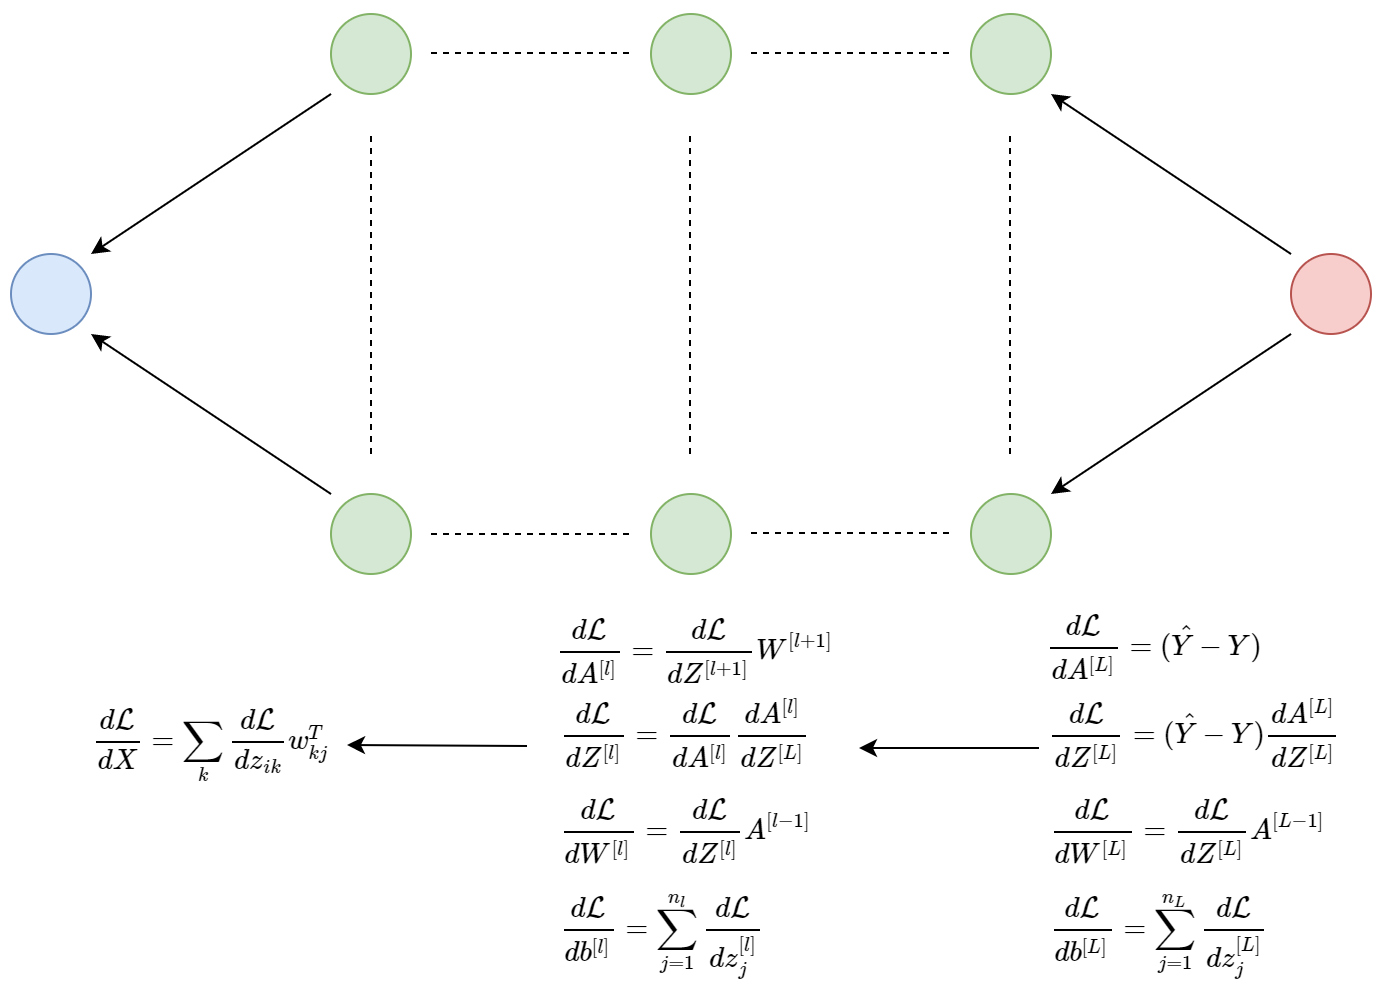 $\frac{d\mathcal{L}}{dX} = \sum_{k} \frac{d\mathcal{L}}{dz_{ik}} w_{kj}^{T}$
$\frac{d\mathcal{L}}{dA^{[l]}} = \frac{d\mathcal{L}}{dZ^{[l+1]}} W^{[l+1]}$
$\frac{d\mathcal{L}}{dZ^{[l]}} = \frac{d\mathcal{L}}{dA^{[l]}} \frac{dA^{[l]}}{dZ^{[L]}}$
$\frac{d\mathcal{L}}{dW^{[l]}} = \frac{d\mathcal{L}}{dZ^{[l]}} A^{[l-1]}$
$\frac{d\mathcal{L}}{db^{[l]}} = \sum_{j=1}^{n_l} \frac{d\mathcal{L}}{dz_j^{[l]}}$
$\frac{d\mathcal{L}}{dA^{[L]}} = (\hat{Y} - Y)$
$\frac{d\mathcal{L}}{dZ^{[L]}} = (\hat{Y} - Y) \frac{dA^{[L]}}{dZ^{[L]}}$
$\frac{d\mathcal{L}}{dW^{[L]}} = \frac{d\mathcal{L}}{dZ^{[L]}} A^{[L-1]}$
$\frac{d\mathcal{L}}{db^{[L]}} = \sum_{j=1}^{n_L} \frac{d\mathcal{L}}{dz_j^{[L]}}$